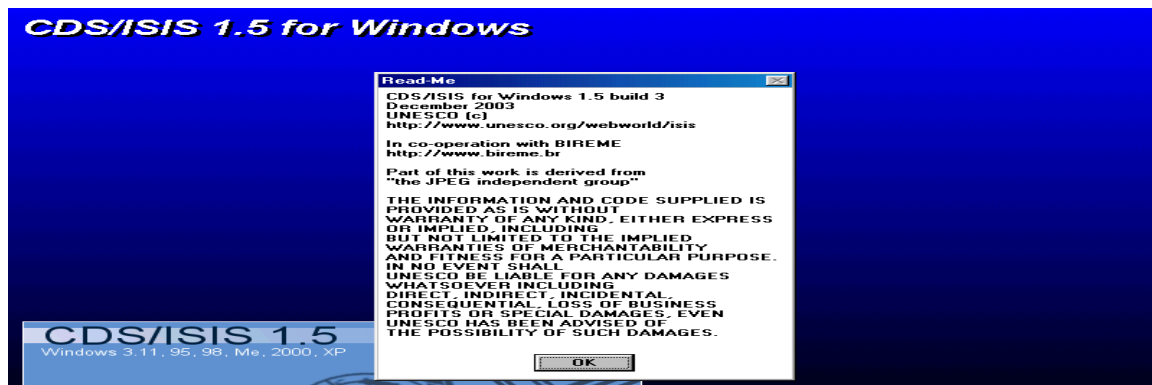 CDS/ISIS 1.5 for Windows
Read-Me
CDS/ISIS for Windows 1.5 build 3
December 2003
UNESCO (c)
http://www.unesco.org/webworld/isis
In co-operation with BIREME
http://www.bireme.br
Part of this work is derived from
"the JPEG independent group"
THE INFORMATION AND CODE SUPPLIED IS
PROVIDED AS IS WITHOUT
WARRANTY OF ANY KIND, EITHER EXPRESS
OR IMPLIED, INCLUDING
BUT NOT LIMITED TO THE IMPLIED
WARRANTIES OF MERCHANTABILITY
AND FITNESS FOR A PARTICULAR PURPOSE.
IN NO EVENT SHALL
UNESCO BE LIABLE FOR ANY DAMAGES
WHATSOEVER INCLUDING
DIRECT, INDIRECT, INCIDENTAL,
CONSEQUENTIAL, LOSS OF BUSINESS
PROFITS OR SPECIAL DAMAGES, EVEN
UNESCO HAS BEEN ADVISED OF
THE POSSIBILITY OF SUCH DAMAGES.
OK
CDS/ISIS 1.5
Windows 3.11, 95, 98, Me, 2000, XP